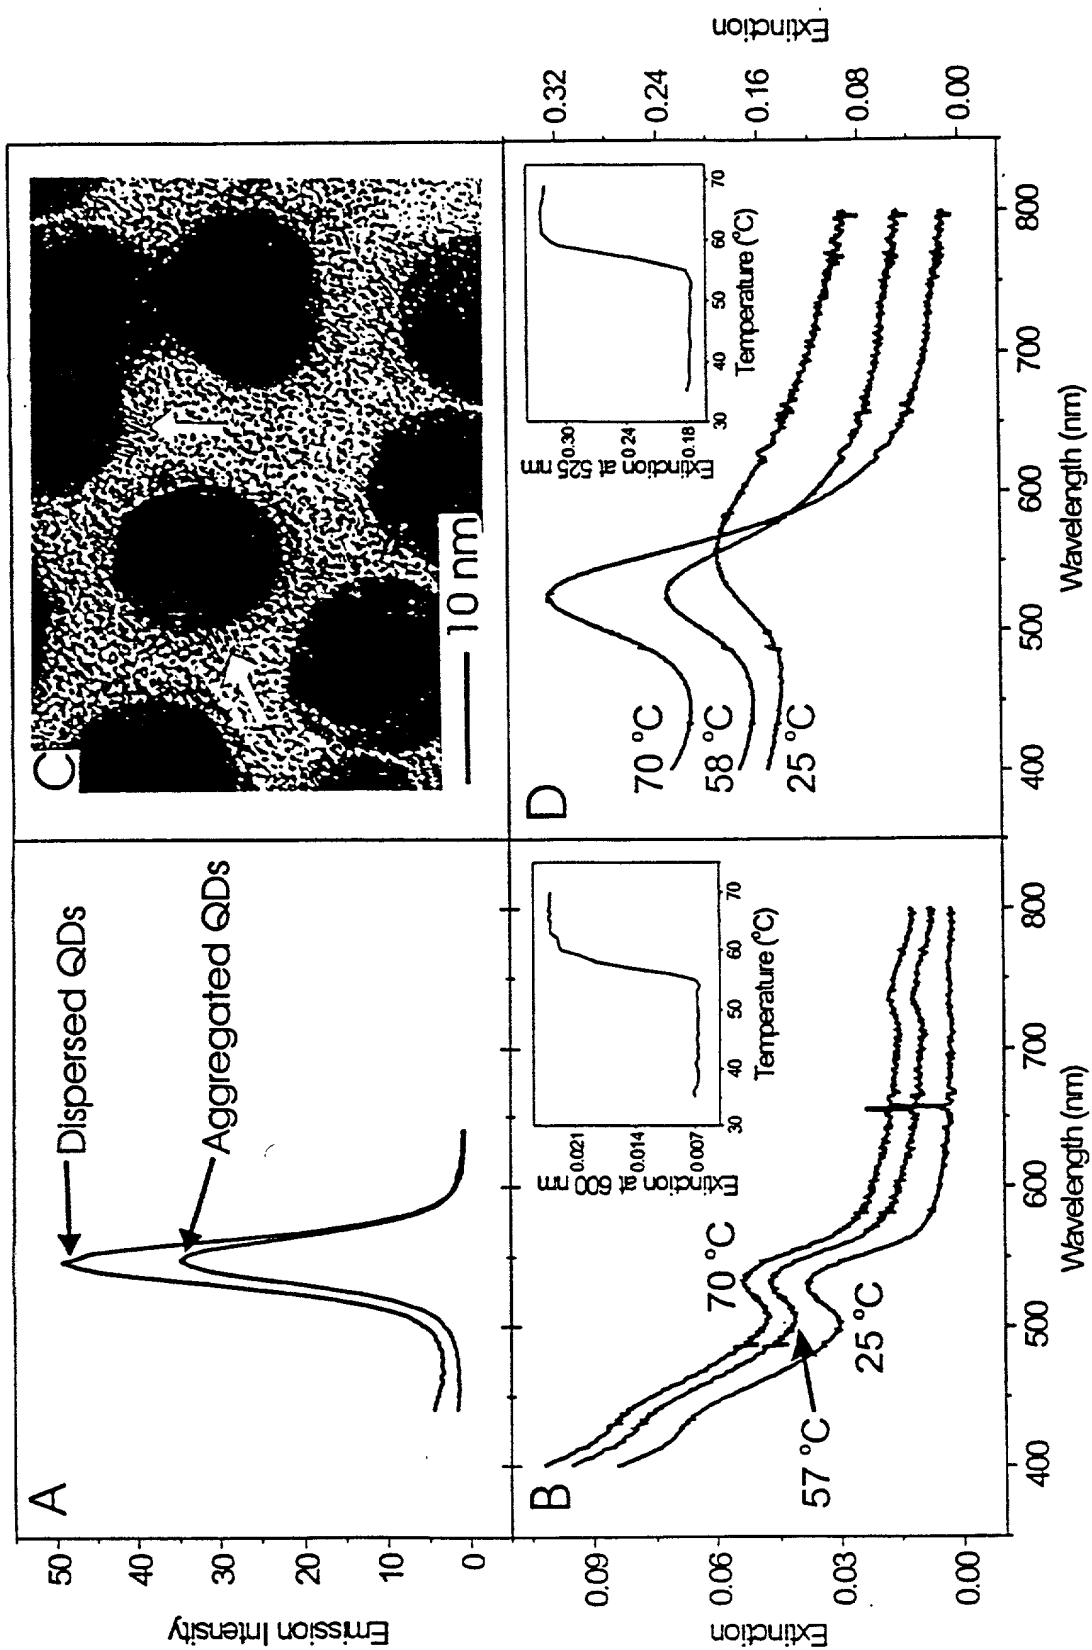 A
Dispersed QDs
Aggregated QDs
Emission Intensity
50
40
30
20
10
0
C
10 nm
B
70 °C
57 °C
25 °C
Extinction
0.09
0.06
0.03
0.00
400
500
600
700
800
Wavelength (nm)
Extinction at 600 nm
0.021
0.014
0.007
30
40
50
60
70
Temperature (°C)
D
70 °C
58 °C
25 °C
Extinction
0.32
0.24
0.16
0.08
0.00
400
500
600
700
800
Wavelength (nm)
Extinction at 525 nm
0.30
0.24
0.18
30
40
50
60
70
Temperature (°C)